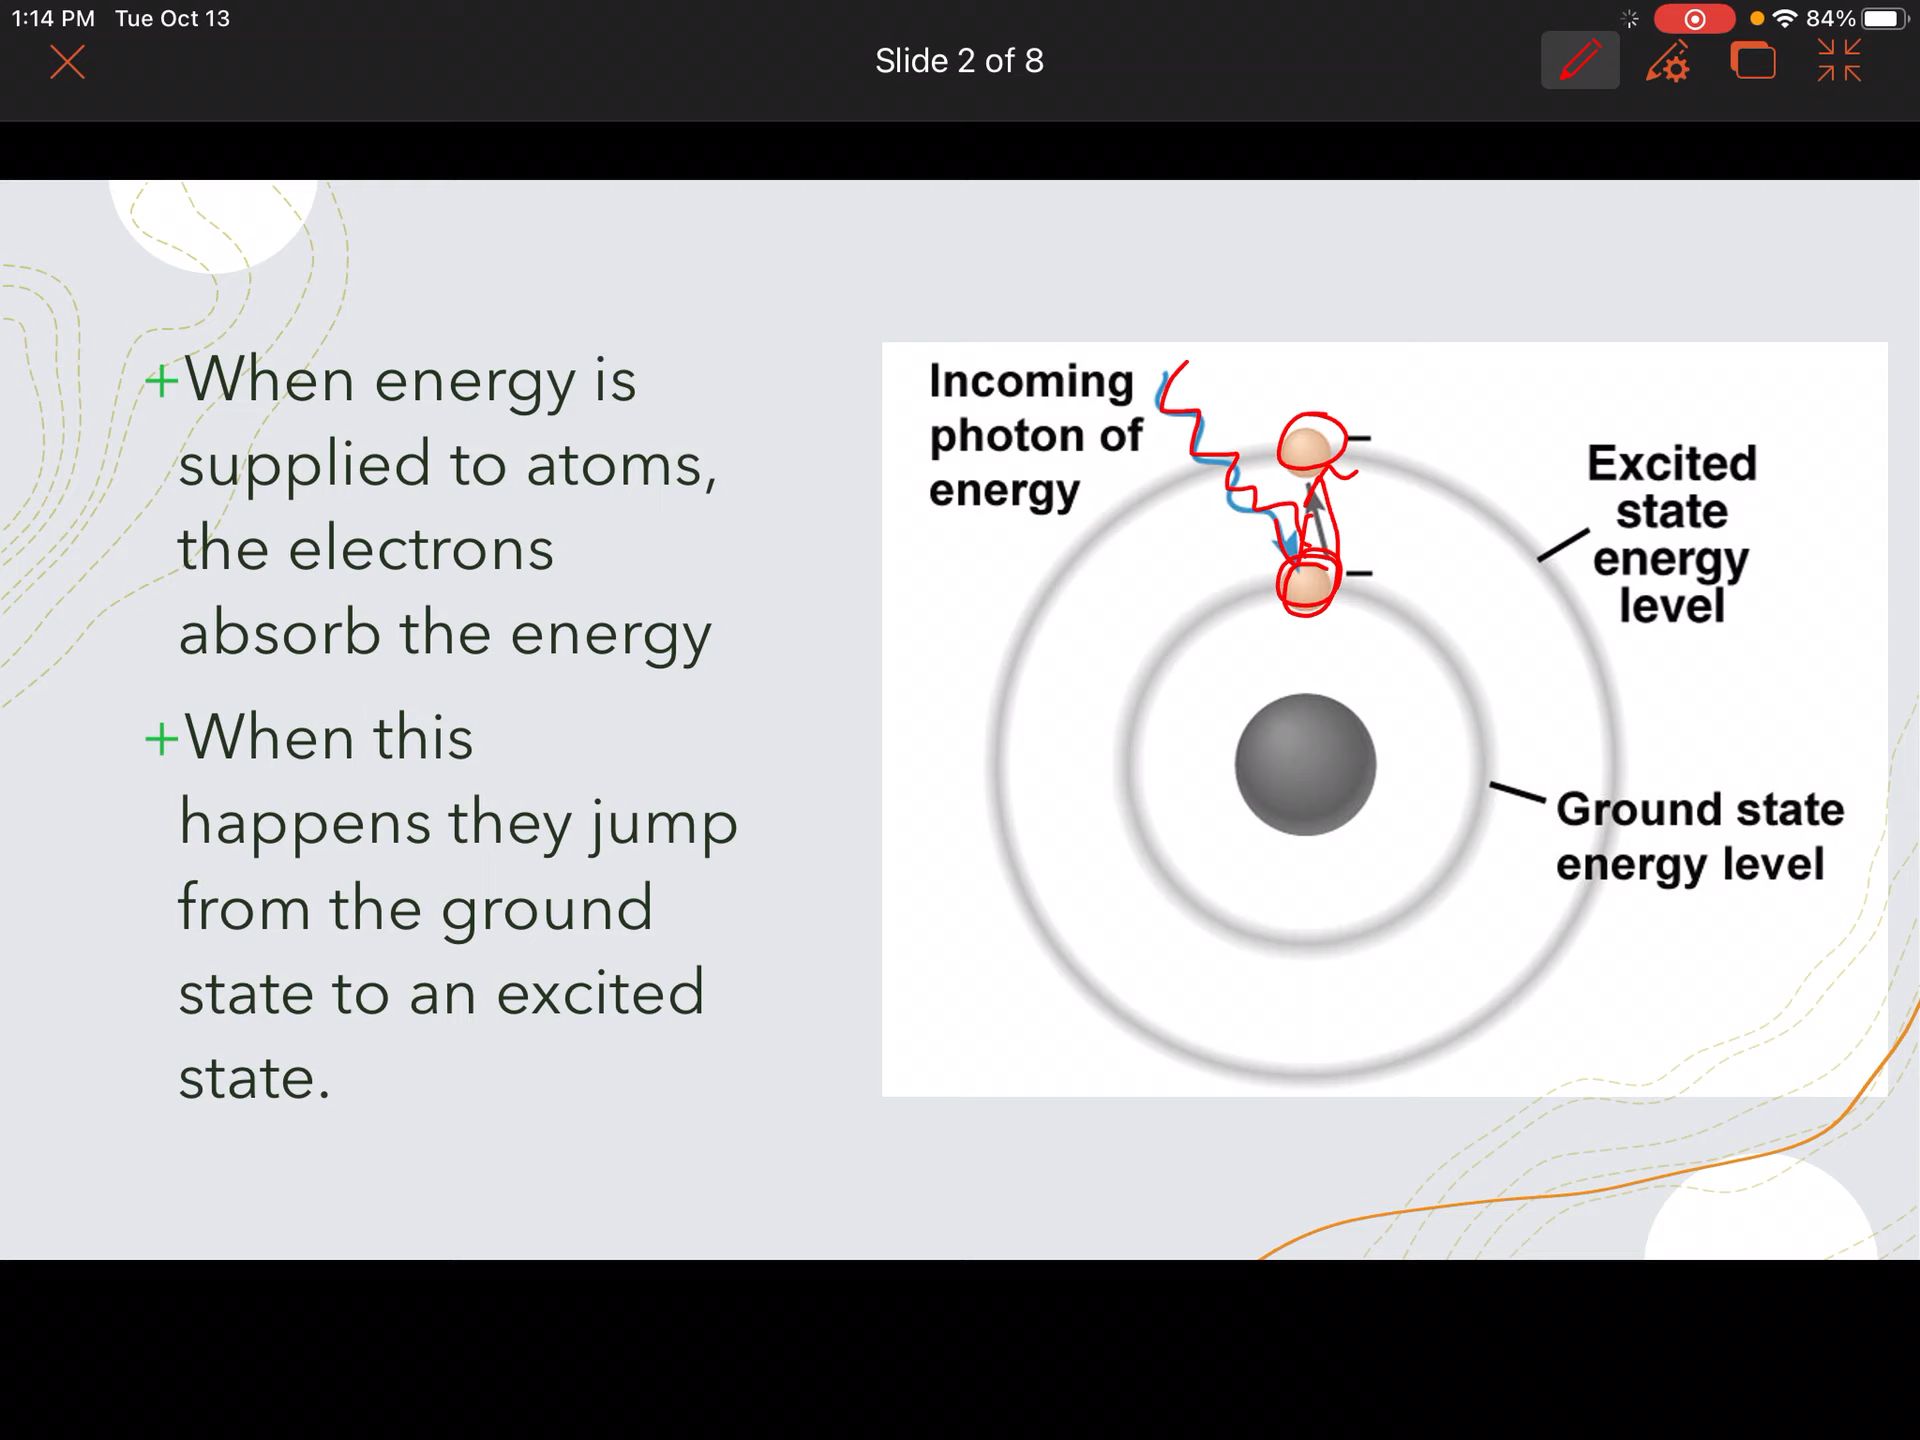 1:14 PM Tue Oct 13
84%
Slide 2 of 8
+When energy is
supplied to atoms,
the electrons
absorb the energy
+When this
happens they jump
from the ground
state to an excited
state.
Incoming
photon of
energy
–
–
Excited
state
energy
level
Ground state
energy level